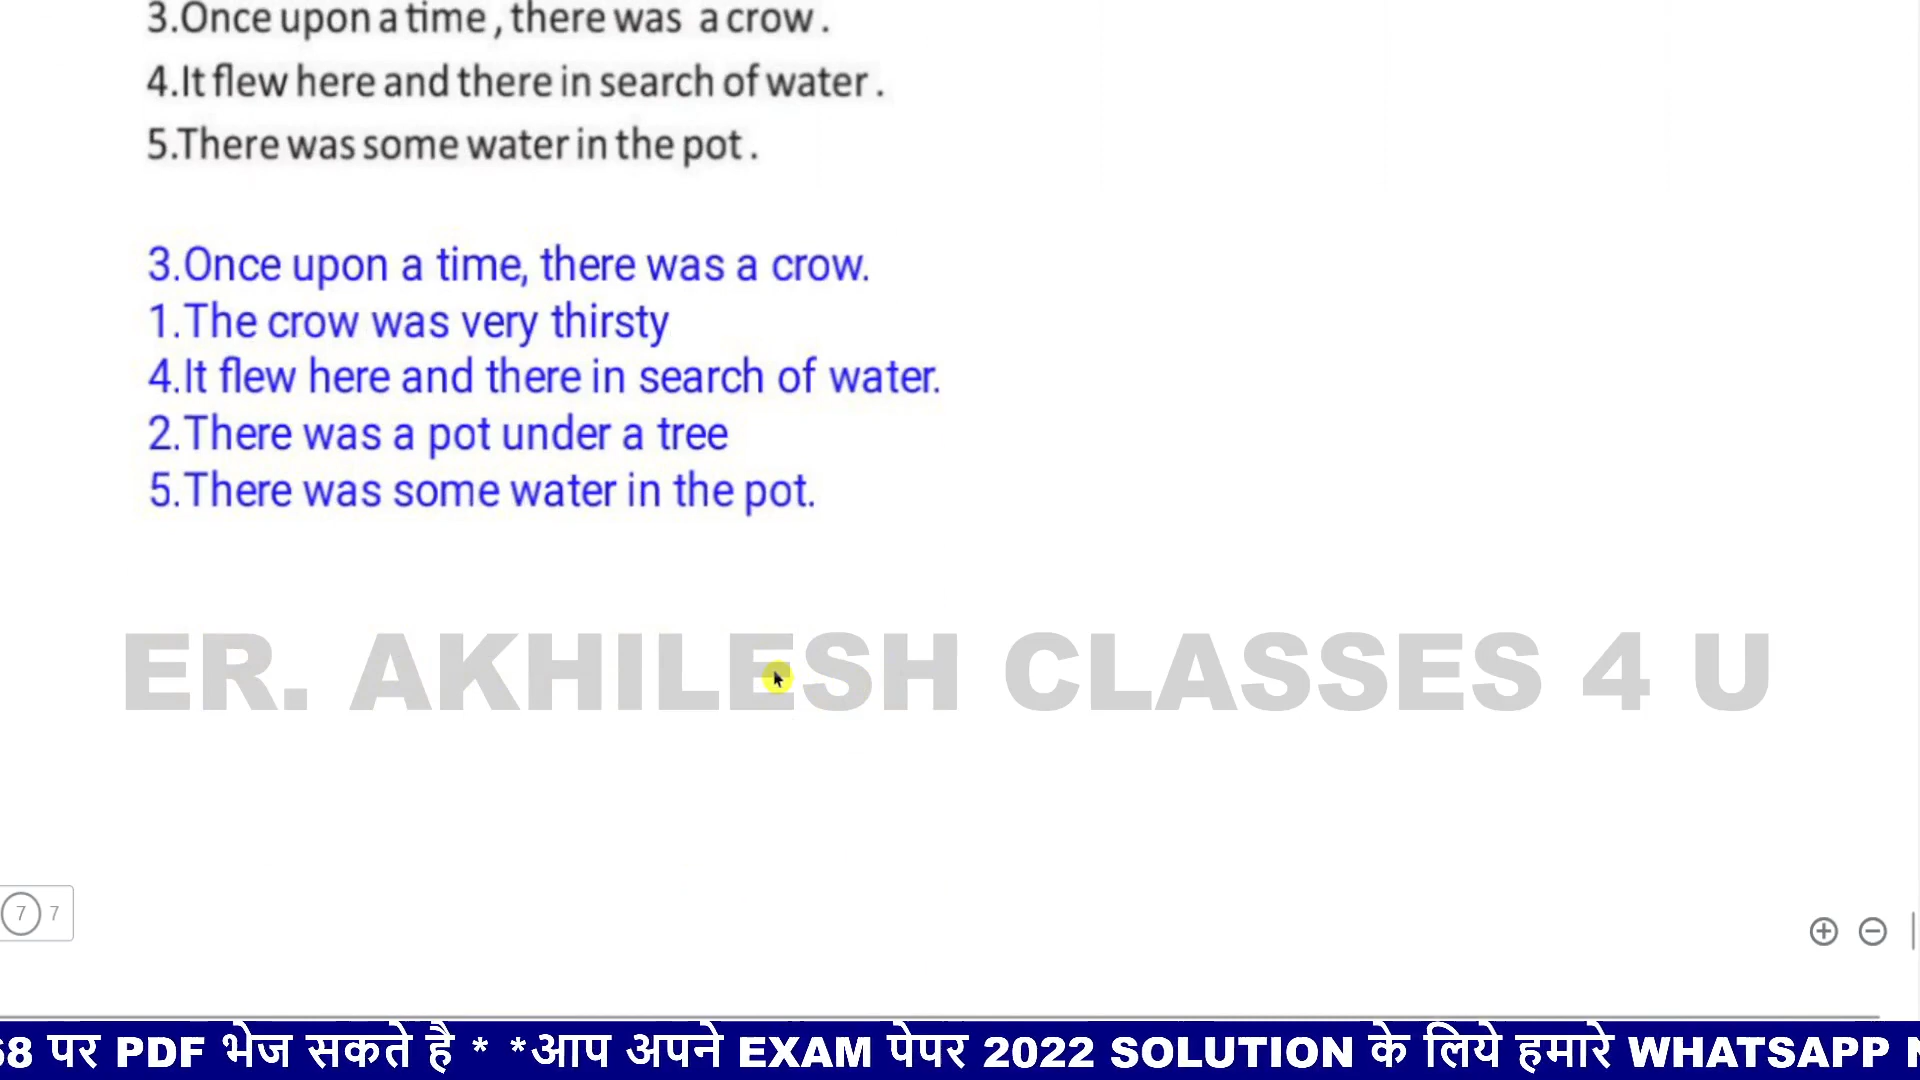 3.Once upon a time , there was a crow .
4.It flew here and there in search of water .
5.There was some water in the pot .
3.Once upon a time, there was a crow.
1.The crow was very thirsty
4.It flew here and there in search of water.
2.There was a pot under a tree
5.There was some water in the pot.
ER. AKHILESH CLASSES 4 U
7 7
68 पर PDF भेज सकते है * *आप अपने EXAM पेपर 2022 SOLUTION के लिये हमारे WHATSAPP